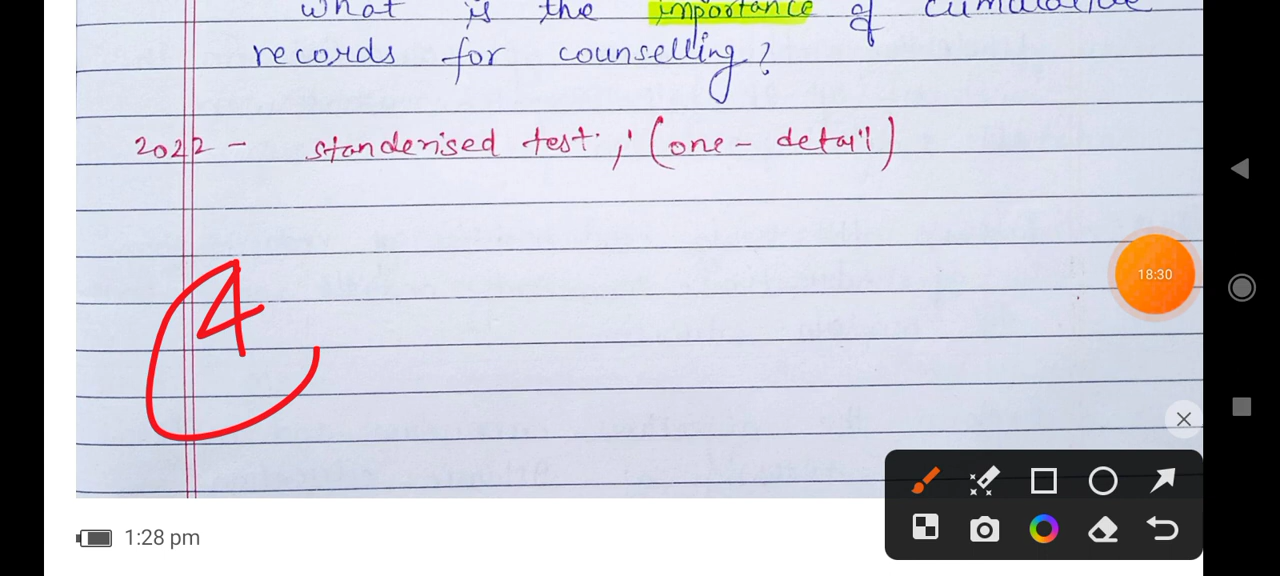 what is the importance of cumulative
records for counselling?
2022 - standerised test ; (one - detail)
4
18:30
1:28 pm